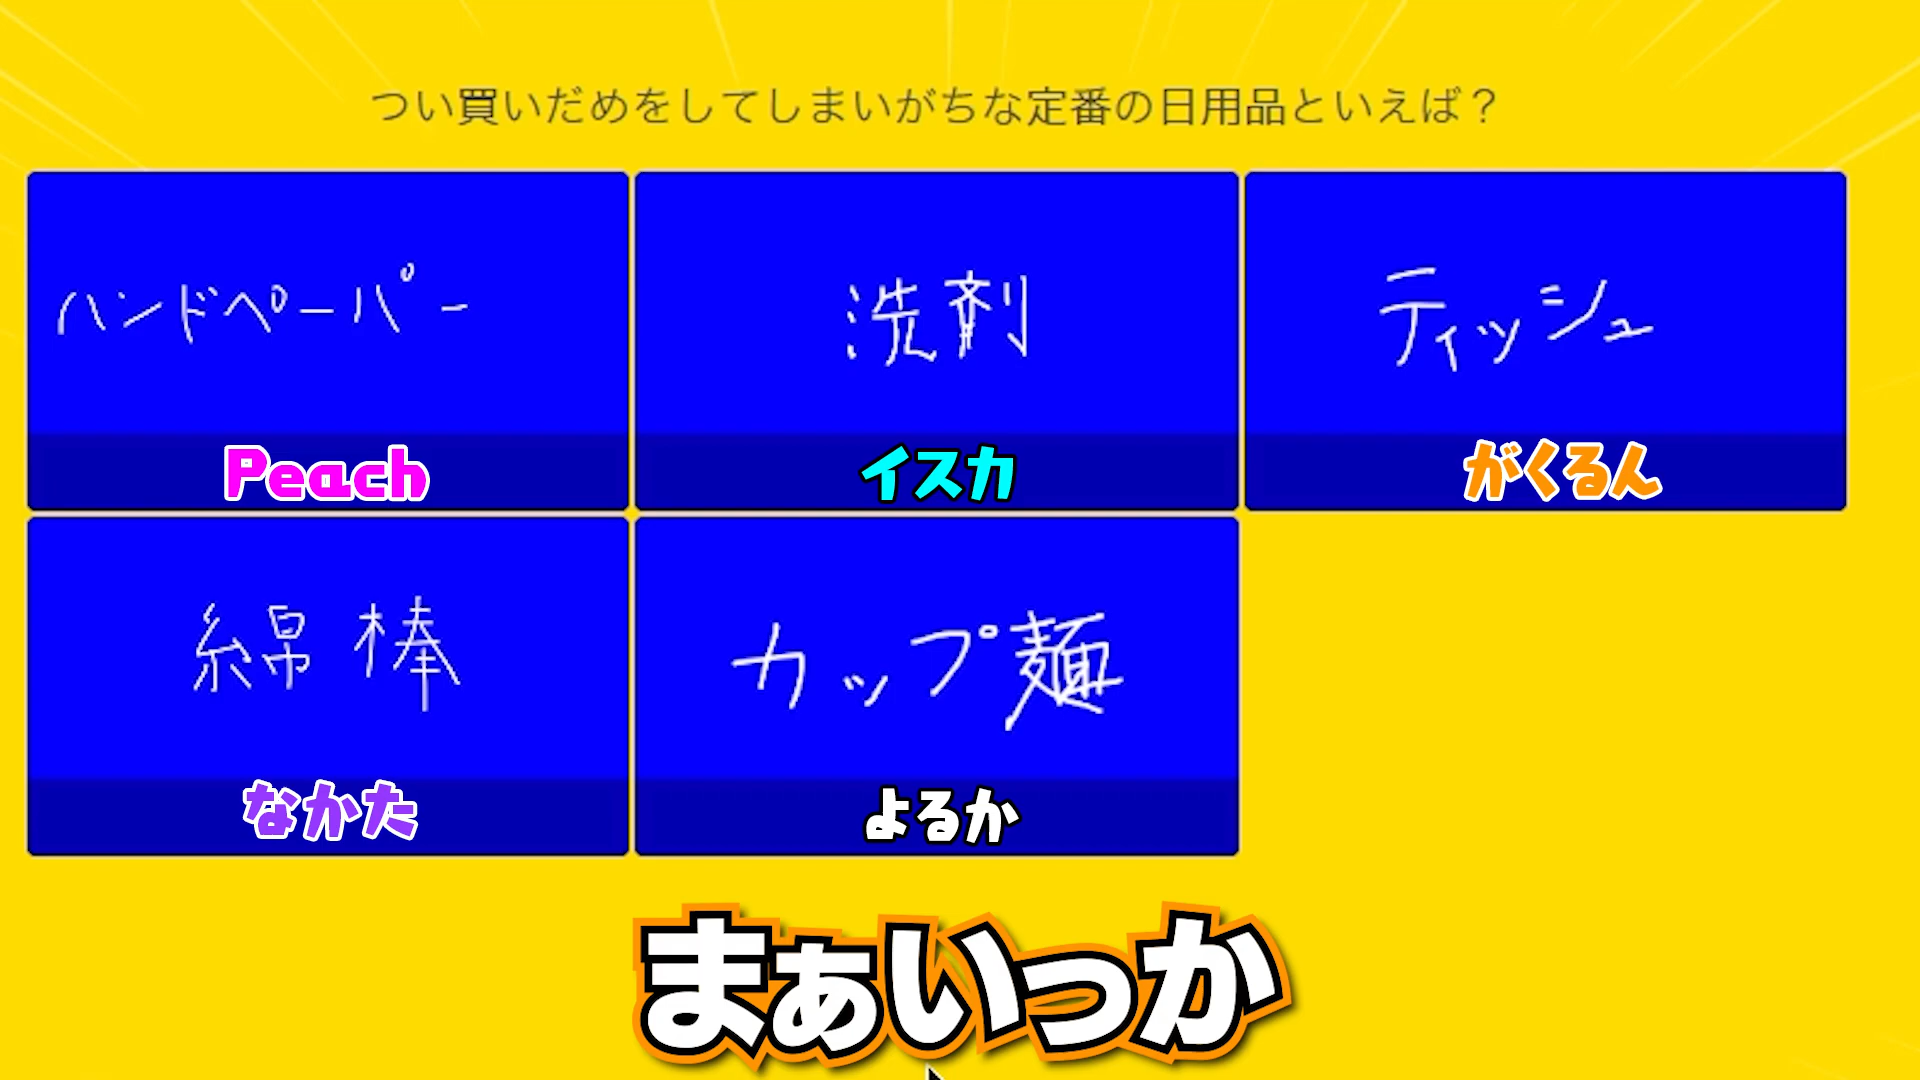 つい買いだめをしてしまいがちな定番の日用品といえば？
ハンドペーパー
洗剤
ティッシュ
Peach
イスカ
がくるん
綿棒
カップ麺
なかた
よるか
まぁいっか